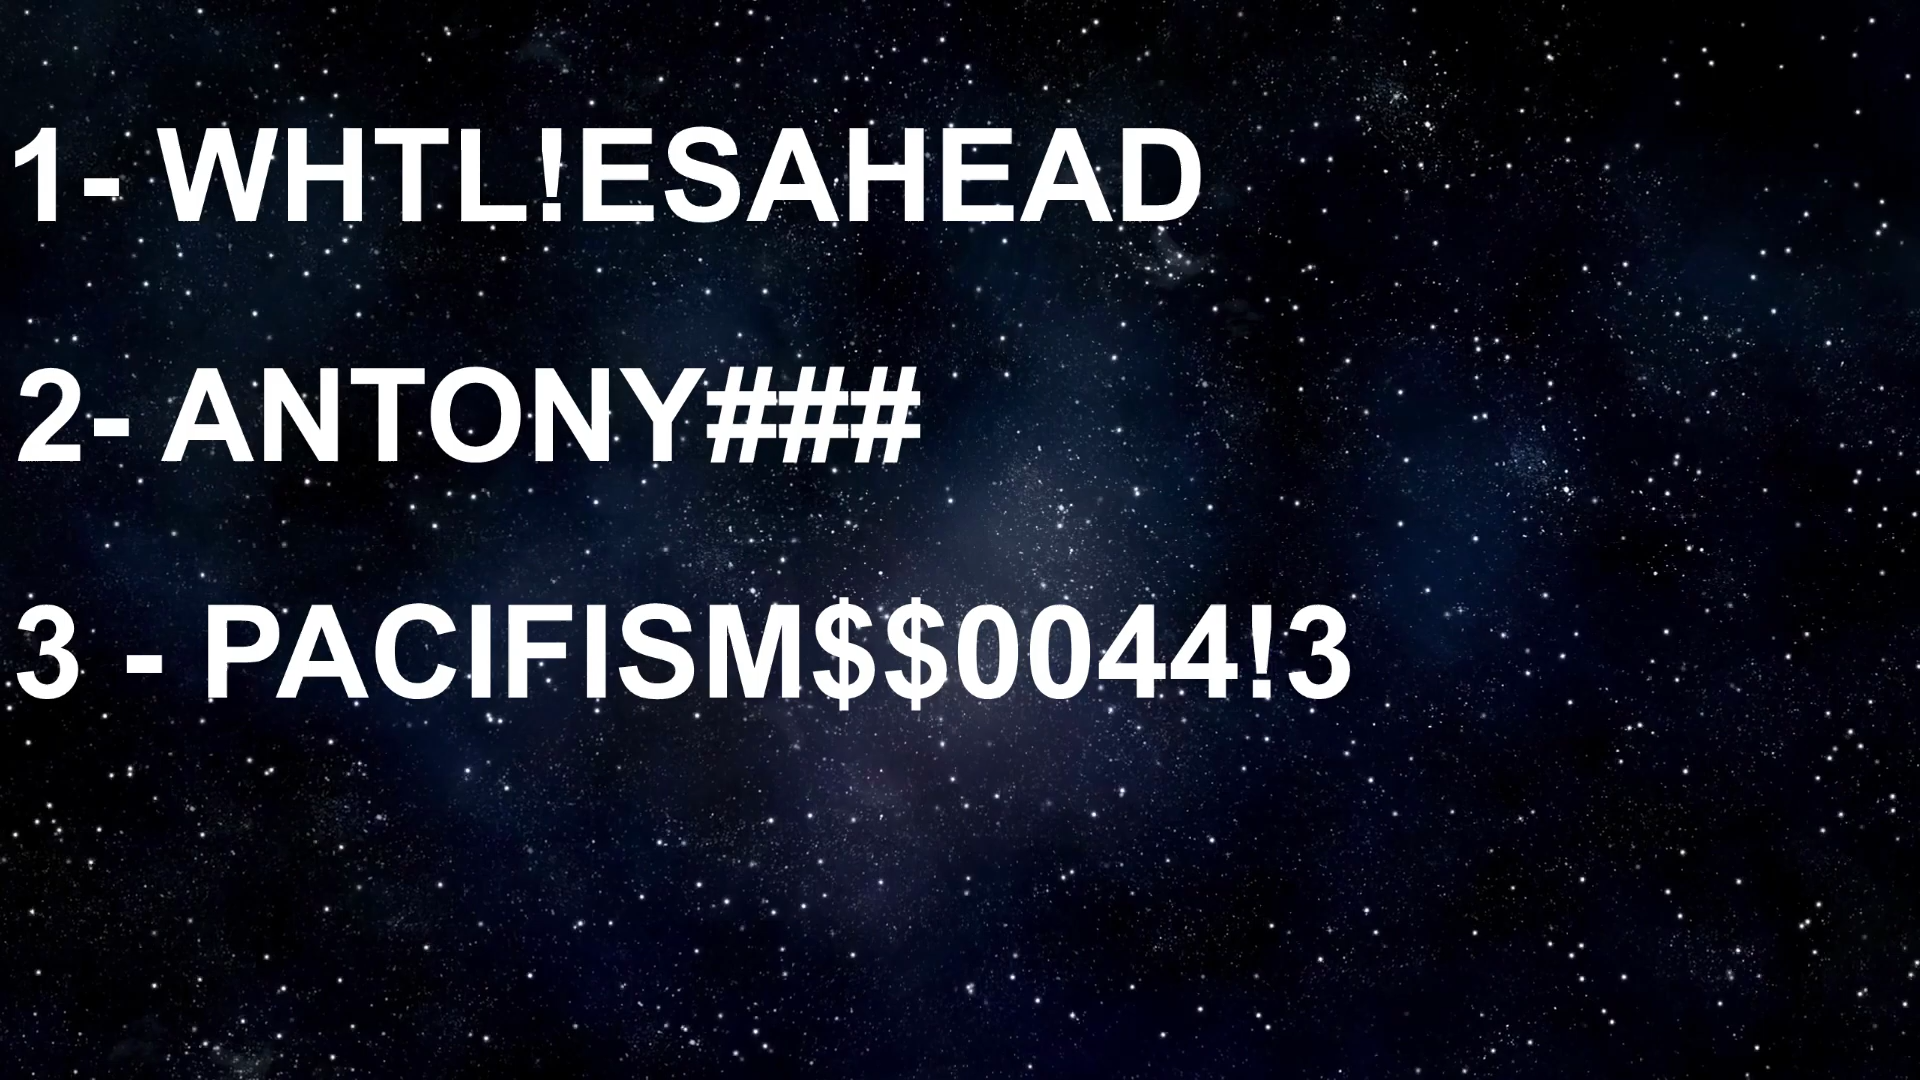 1- WHTL!ESAHEAD
2- ANTONY###
3 - PACIFISM$$0044!3